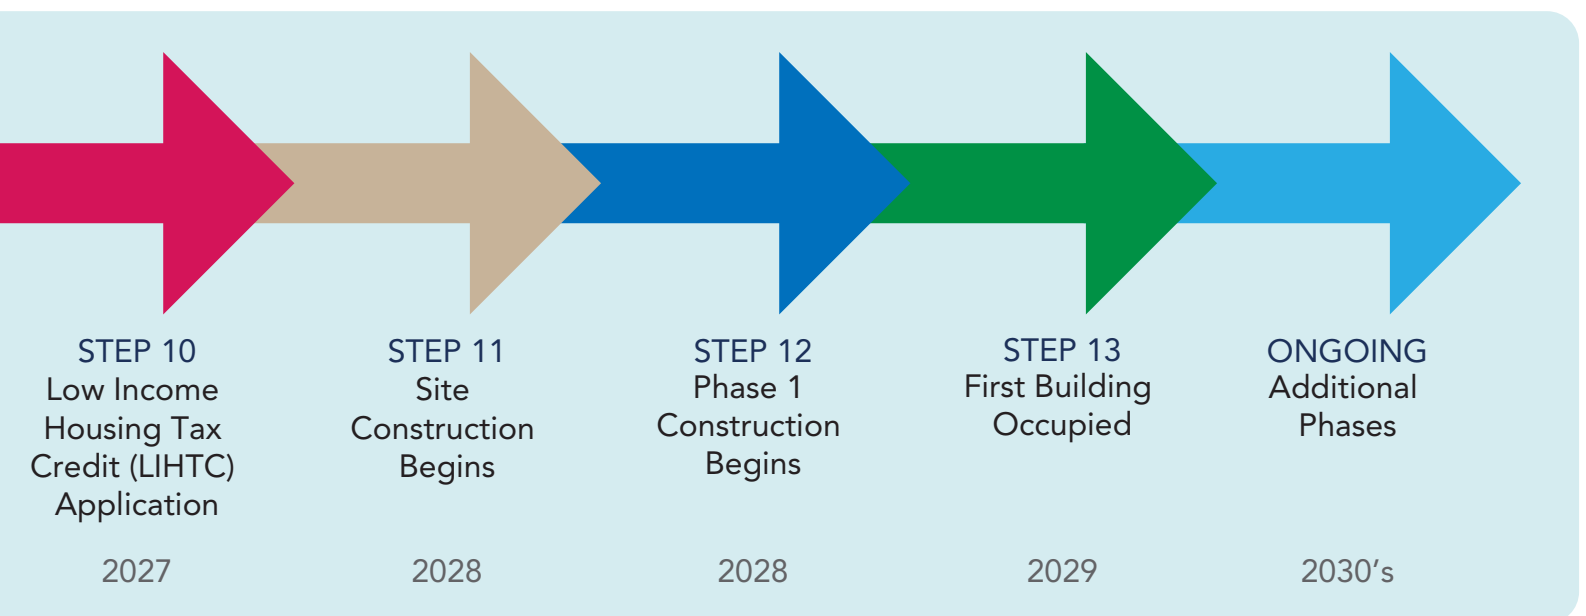 STEP 10
Low Income
Housing Tax
Credit (LIHTC)
Application
2027
STEP 11
Site
Construction
Begins
2028
STEP 12
Phase 1
Construction
Begins
2028
STEP 13
First Building
Occupied
2029
ONGOING
Additional
Phases
2030's